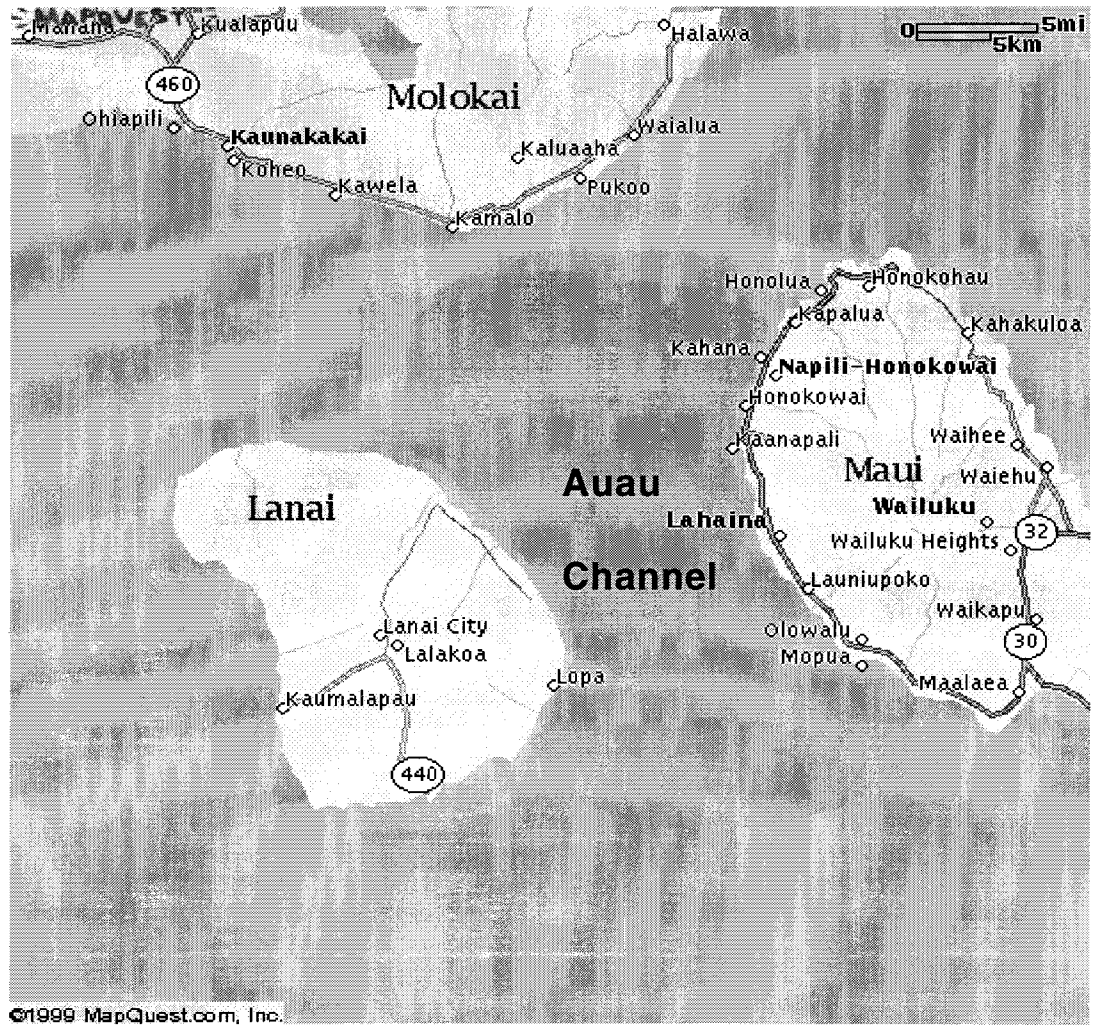 MAPQUEST
Manana
Kualapuu
Halawa
0 5mi
5km
460
Molokai
Ohiapili
Kaunakakai
Waialua
Kaluaaha
Koheo
Kawela
Pukoo
Kamalo
Honolua
Honokohau
Kapalua
Kahakuloa
Kahana
Napili-Honokowai
Honokowai
Kaanapali
Waihee
Maui
Waiehu
Auau
Lanai
Wailuku
Lahaina
32
Wailuku Heights
Channel
Launiupoko
Waikapu
Lanai City
Olowalu
30
Lalakoa
Mopua
Lopa
Maalaea
Kaumalapau
440
©1999 MapQuest.com, Inc.